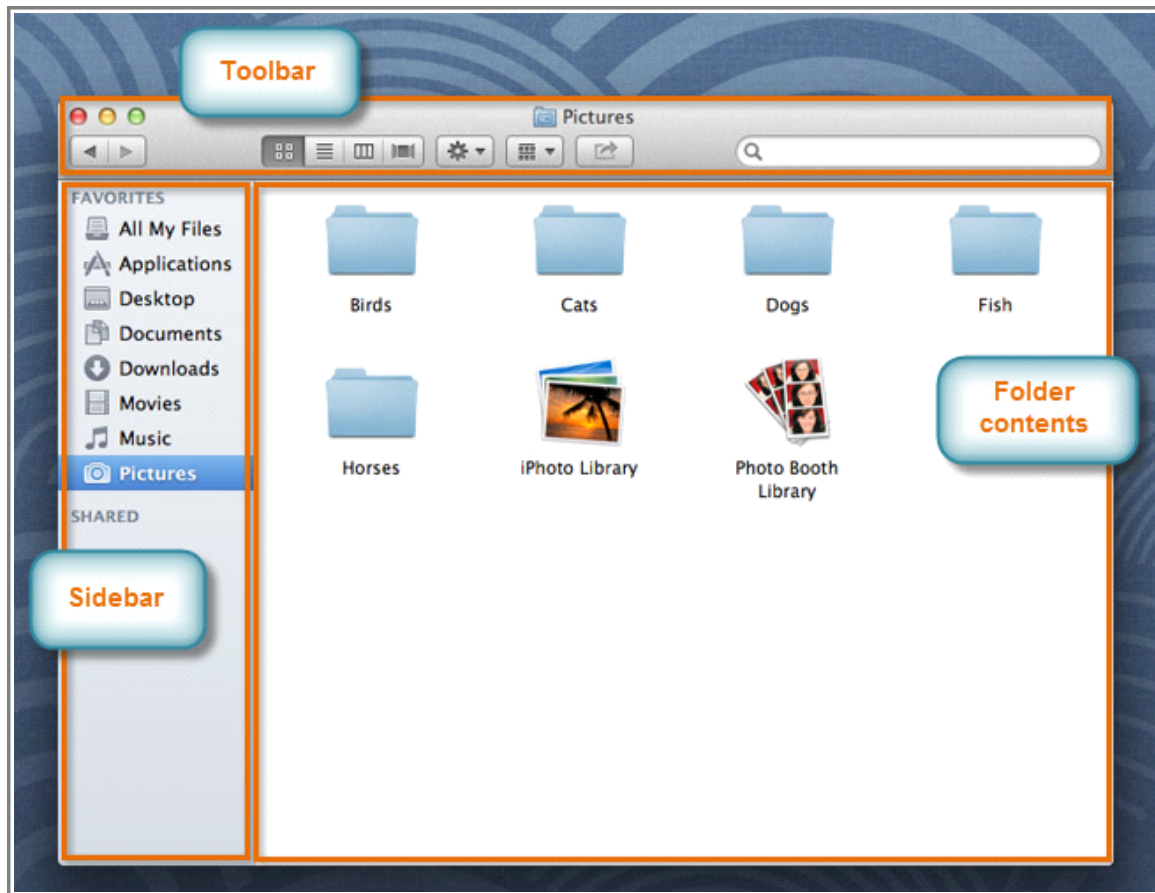 Toolbar
Pictures
FAVORITES
All My Files
Applications
Desktop
Documents
Downloads
Movies
Music
Pictures
SHARED
Sidebar
Birds
Cats
Dogs
Fish
Horses
iPhoto Library
Photo Booth
Library
Folder
contents